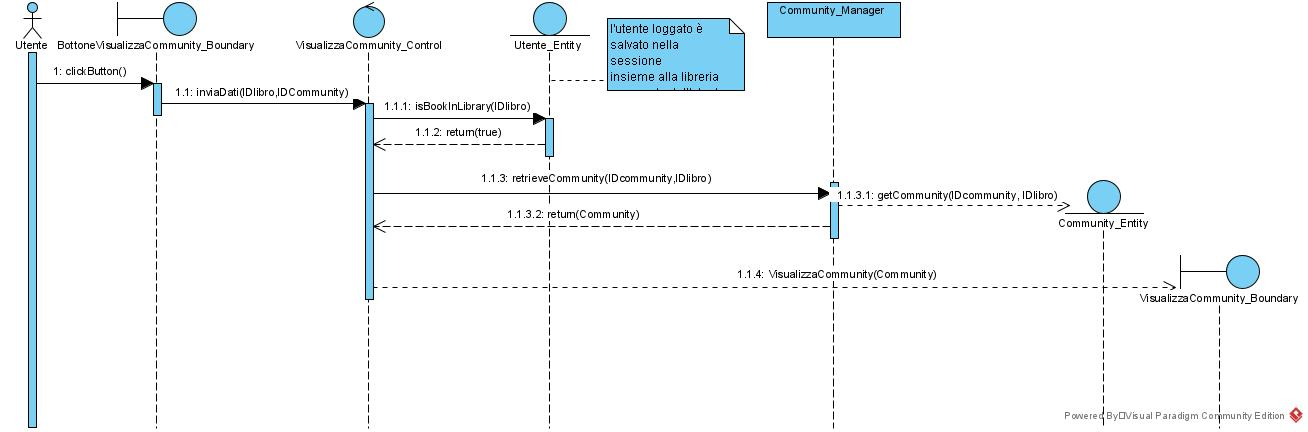 Community_Manager
Utente
BottoneVisualizzaCommunity_Boundary
VisualizzaCommunity_Control
Utente_Entity
l'utente loggato è
salvato nella
sessione
insieme alla libreria
1: clickButton()
1.1: inviaDati(IDlibro,IDCommunity)
1.1.1: isBookInLibrary(IDlibro)
1.1.2: return(true)
1.1.3: retrieveCommunity(IDcommunity,IDlibro)
1.1.3.1: getCommunity(IDcommunity, IDlibro)
1.1.3.2: return(Community)
Community_Entity
1.1.4: VisualizzaCommunity(Community)
VisualizzaCommunity_Boundary
Powered By Visual Paradigm Community Edition